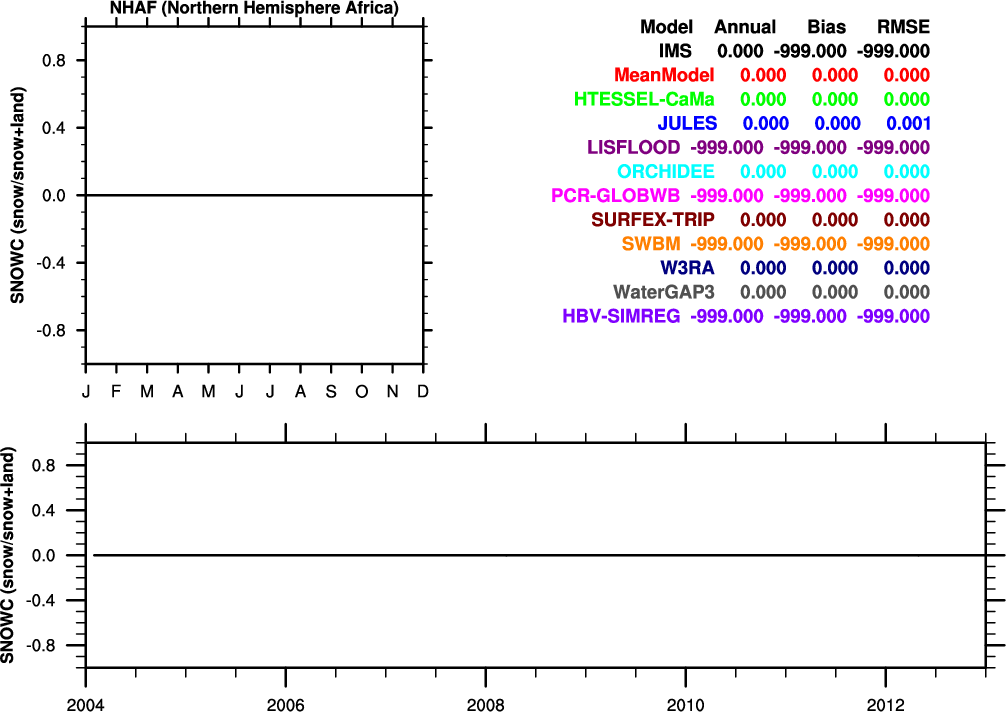 NHAF (Northern Hemisphere Africa)
SNOWC (snow/snow+land)
0.8
0.4
0.0
-0.4
-0.8
J F M A M J J A S O N D
Model Annual Bias RMSE
IMS 0.000 -999.000 -999.000
MeanModel 0.000 0.000 0.000
HTESSEL-CaMa 0.000 0.000 0.000
JULES 0.000 0.000 0.001
LISFLOOD -999.000 -999.000 -999.000
ORCHIDEE 0.000 0.000 0.000
PCR-GLOBWB -999.000 -999.000 -999.000
SURFEX-TRIP 0.000 0.000 0.000
SWBM -999.000 -999.000 -999.000
W3RA 0.000 0.000 0.000
WaterGAP3 0.000 0.000 0.000
HBV-SIMREG -999.000 -999.000 -999.000
SNOWC (snow/snow+land)
0.8
0.4
0.0
-0.4
-0.8
2004 2006 2008 2010 2012